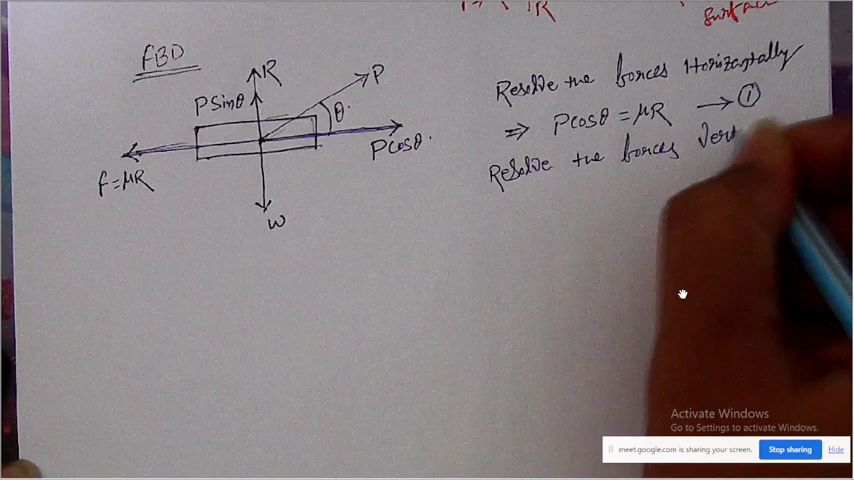 FBD
R
P
PSinθ
θ
PCosθ.
f=μR
W
R
Surface
Resolve the forces Horizontally
⇒ Pcosθ = μR → ①
Resolve the forces Vert
Activate Windows
Go to Settings to activate Windows.
meet.google.com is sharing your screen.
Stop sharing
Hide